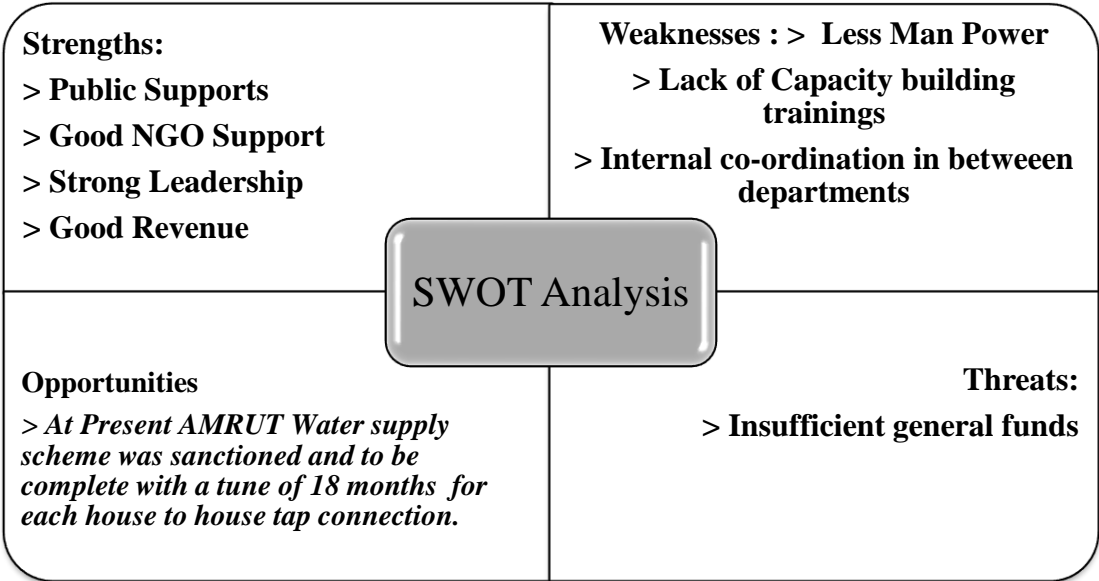 Strengths:
> Public Supports
> Good NGO Support
> Strong Leadership
> Good Revenue
Weaknesses : > Less Man Power
> Lack of Capacity building
trainings
> Internal co-ordination in betweeen
departments
SWOT Analysis
Opportunities
> At Present AMRUT Water supply
scheme was sanctioned and to be
complete with a tune of 18 months for
each house to house tap connection.
Threats:
> Insufficient general funds